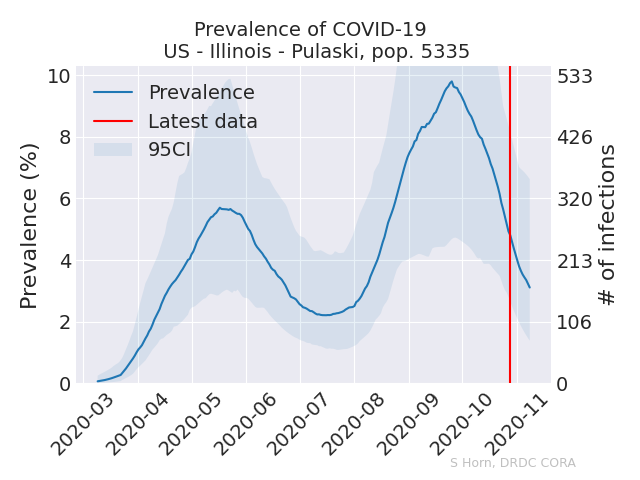 Prevalence of COVID-19
US - Illinois - Pulaski, pop. 5335
Prevalence
Latest data
95CI
Prevalence (%)
10
8
6
4
2
0
# of infections
533
426
320
213
106
0
2020-03
2020-04
2020-05
2020-06
2020-07
2020-08
2020-09
2020-10
2020-11
S Horn, DRDC CORA